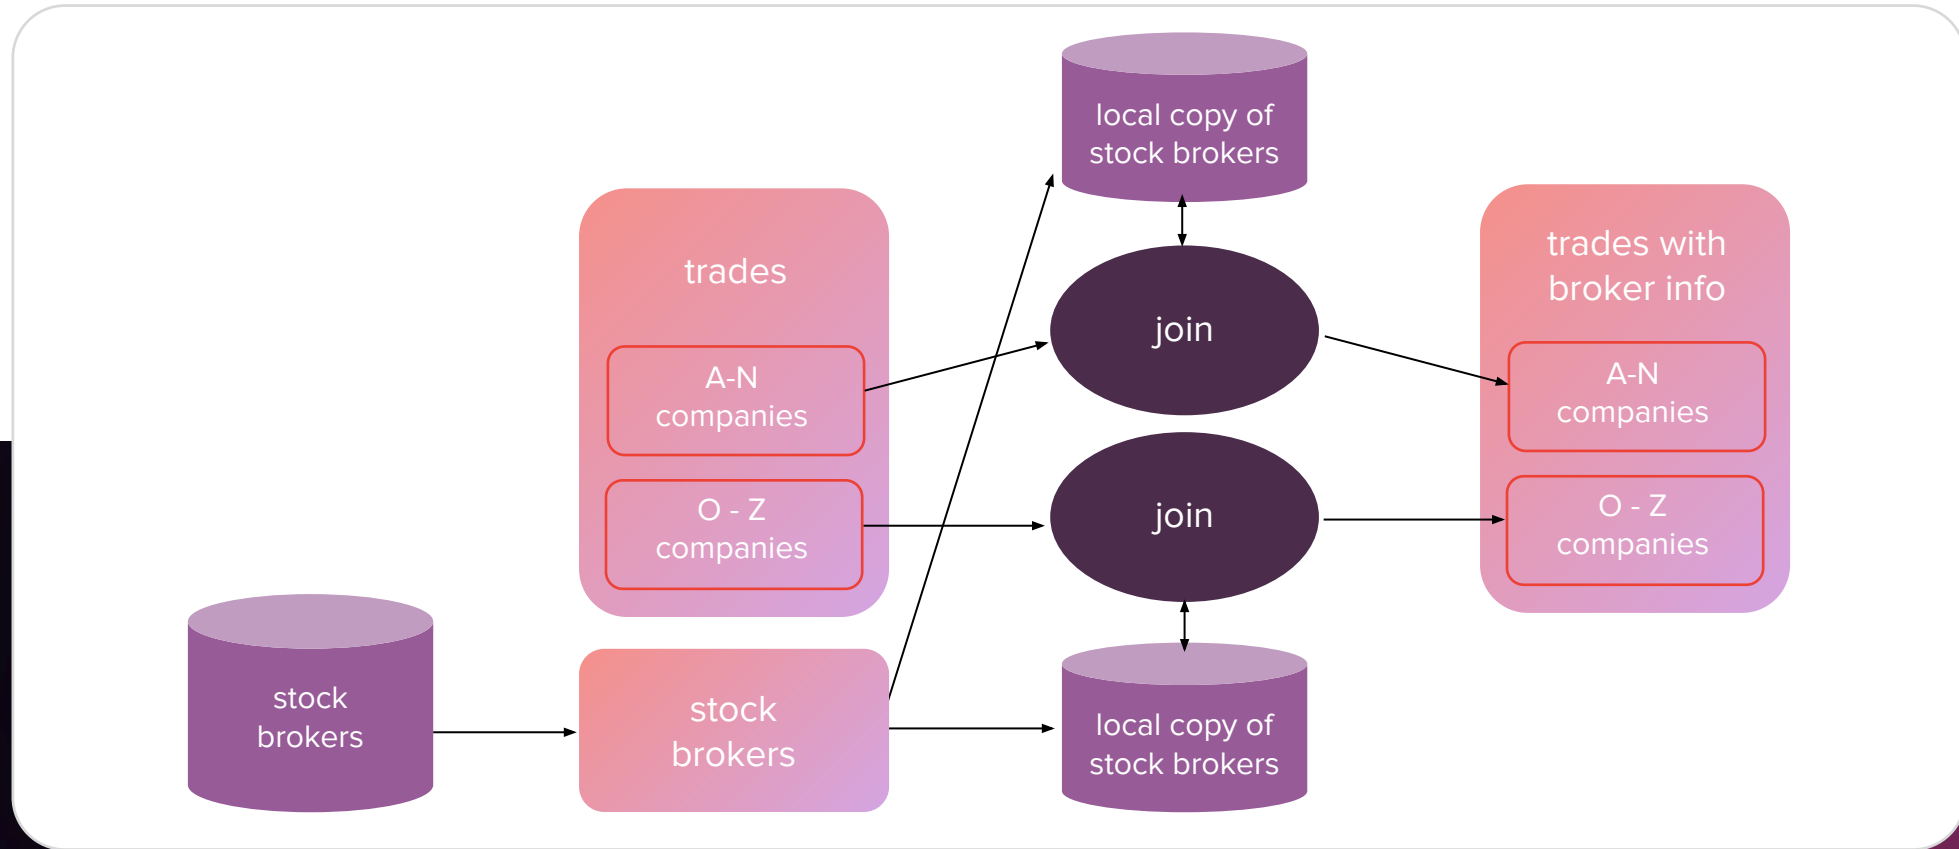 local copy of
stock brokers
trades
A-N
companies
O - Z
companies
join
join
trades with
broker info
A-N
companies
O - Z
companies
stock
brokers
stock
brokers
local copy of
stock brokers